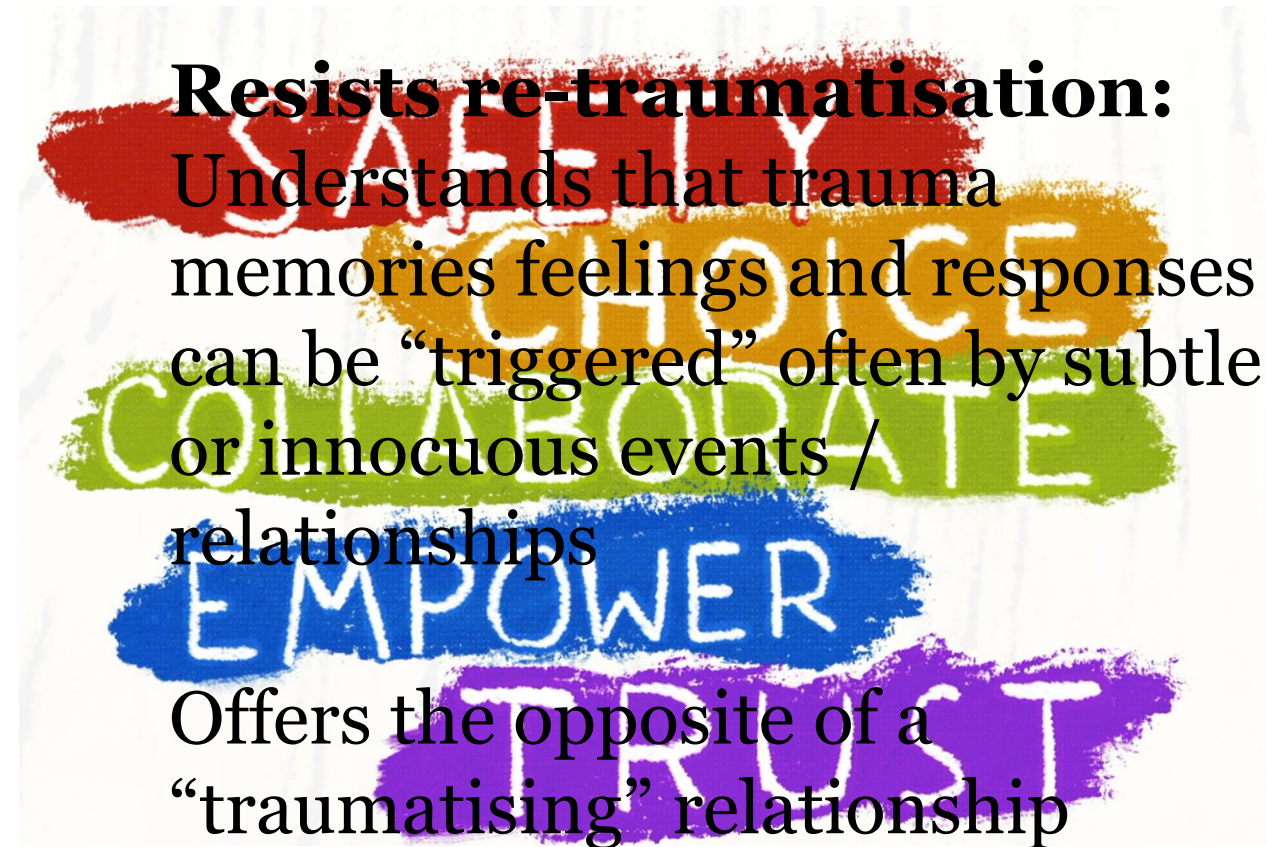 Resists re-traumatisation:
SAFETY
Understands that trauma
CHOICE
memories feelings and responses
can be “triggered” often by subtle
COLLABORATE
or innocuous events /
relationships
EMPOWER
Offers the opposite of a
TRUST
“traumatising” relationship